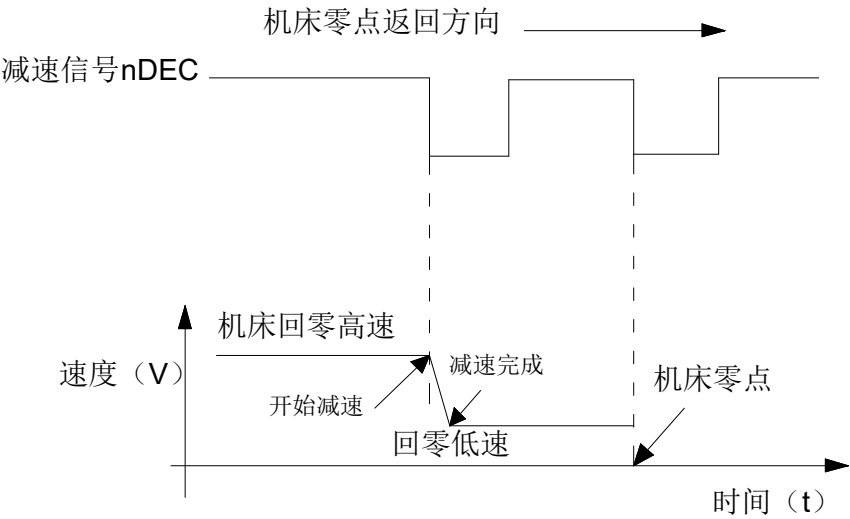 机床零点返回方向
减速信号nDEC
机床回零高速
速度（V）
减速完成
机床零点
开始减速
回零低速
时间（t）